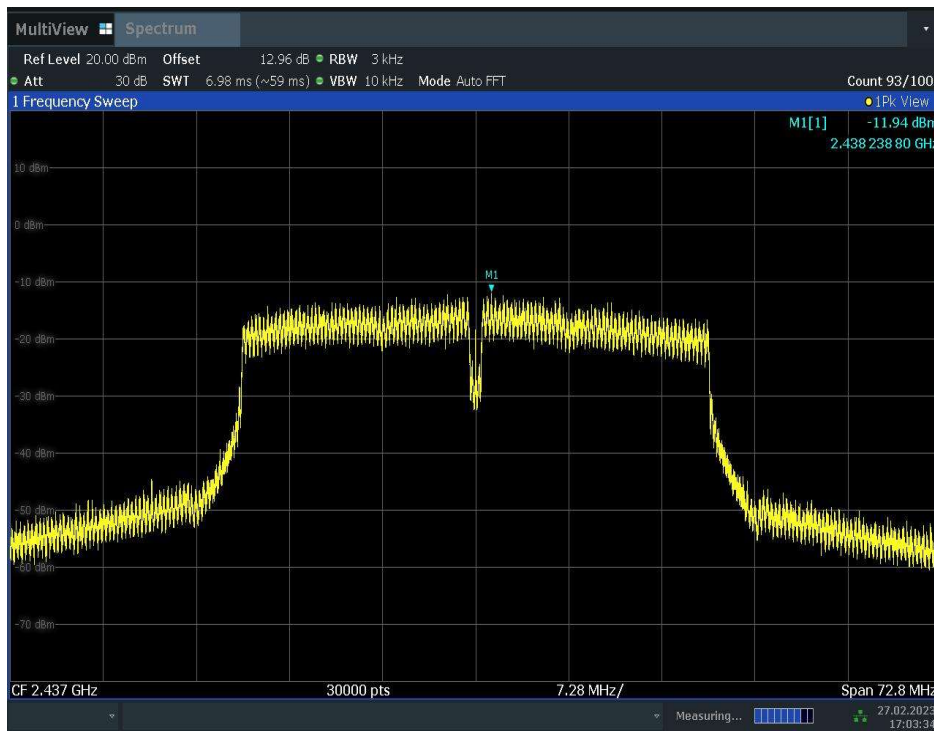 MultiView Spectrum
Ref Level 20.00 dBm Offset 12.96 dB RBW 3 kHz
Att 30 dB SWT 6.98 ms (~59 ms) VBW 10 kHz Mode Auto FFT Count 93/100
1 Frequency Sweep 1Pk View
M1[1] -11.94 dBm
2.438 238 80 GHz
10 dBm
0 dBm
M1
-10 dBm
-20 dBm
-30 dBm
-40 dBm
-50 dBm
-60 dBm
-70 dBm
CF 2.437 GHz 30000 pts 7.28 MHz/ Span 72.8 MHz
Measuring... 27.02.2023
17:03:34